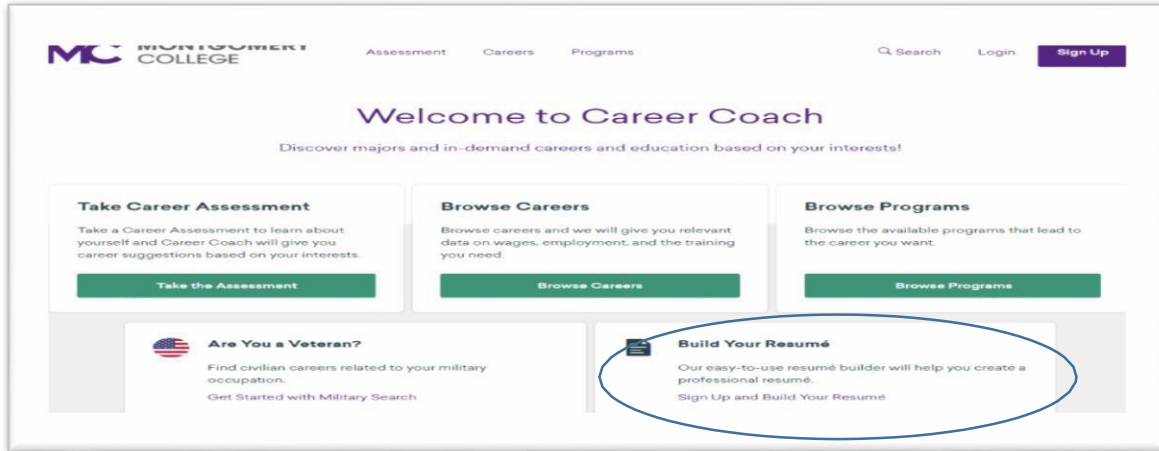 MC MONTGOMERY
COLLEGE
Assessment Careers Programs Search Login Sign Up
Welcome to Career Coach
Discover majors and in-demand careers and education based on your interests!
Take Career Assessment
Take a Career Assessment to learn about
yourself and Career Coach will give you
career suggestions based on your interests.
Take the Assessment
Browse Careers
Browse careers and we will give you relevant
data on wages, employment, and the training
you need.
Browse Careers
Browse Programs
Browse the available programs that lead to
the career you want.
Browse Programs
Are You a Veteran?
Find civilian careers related to your military
occupation.
Get Started with Military Search
Build Your Resumé
Our easy-to-use resumé builder will help you create a
professional resumé.
Sign Up and Build Your Resumé